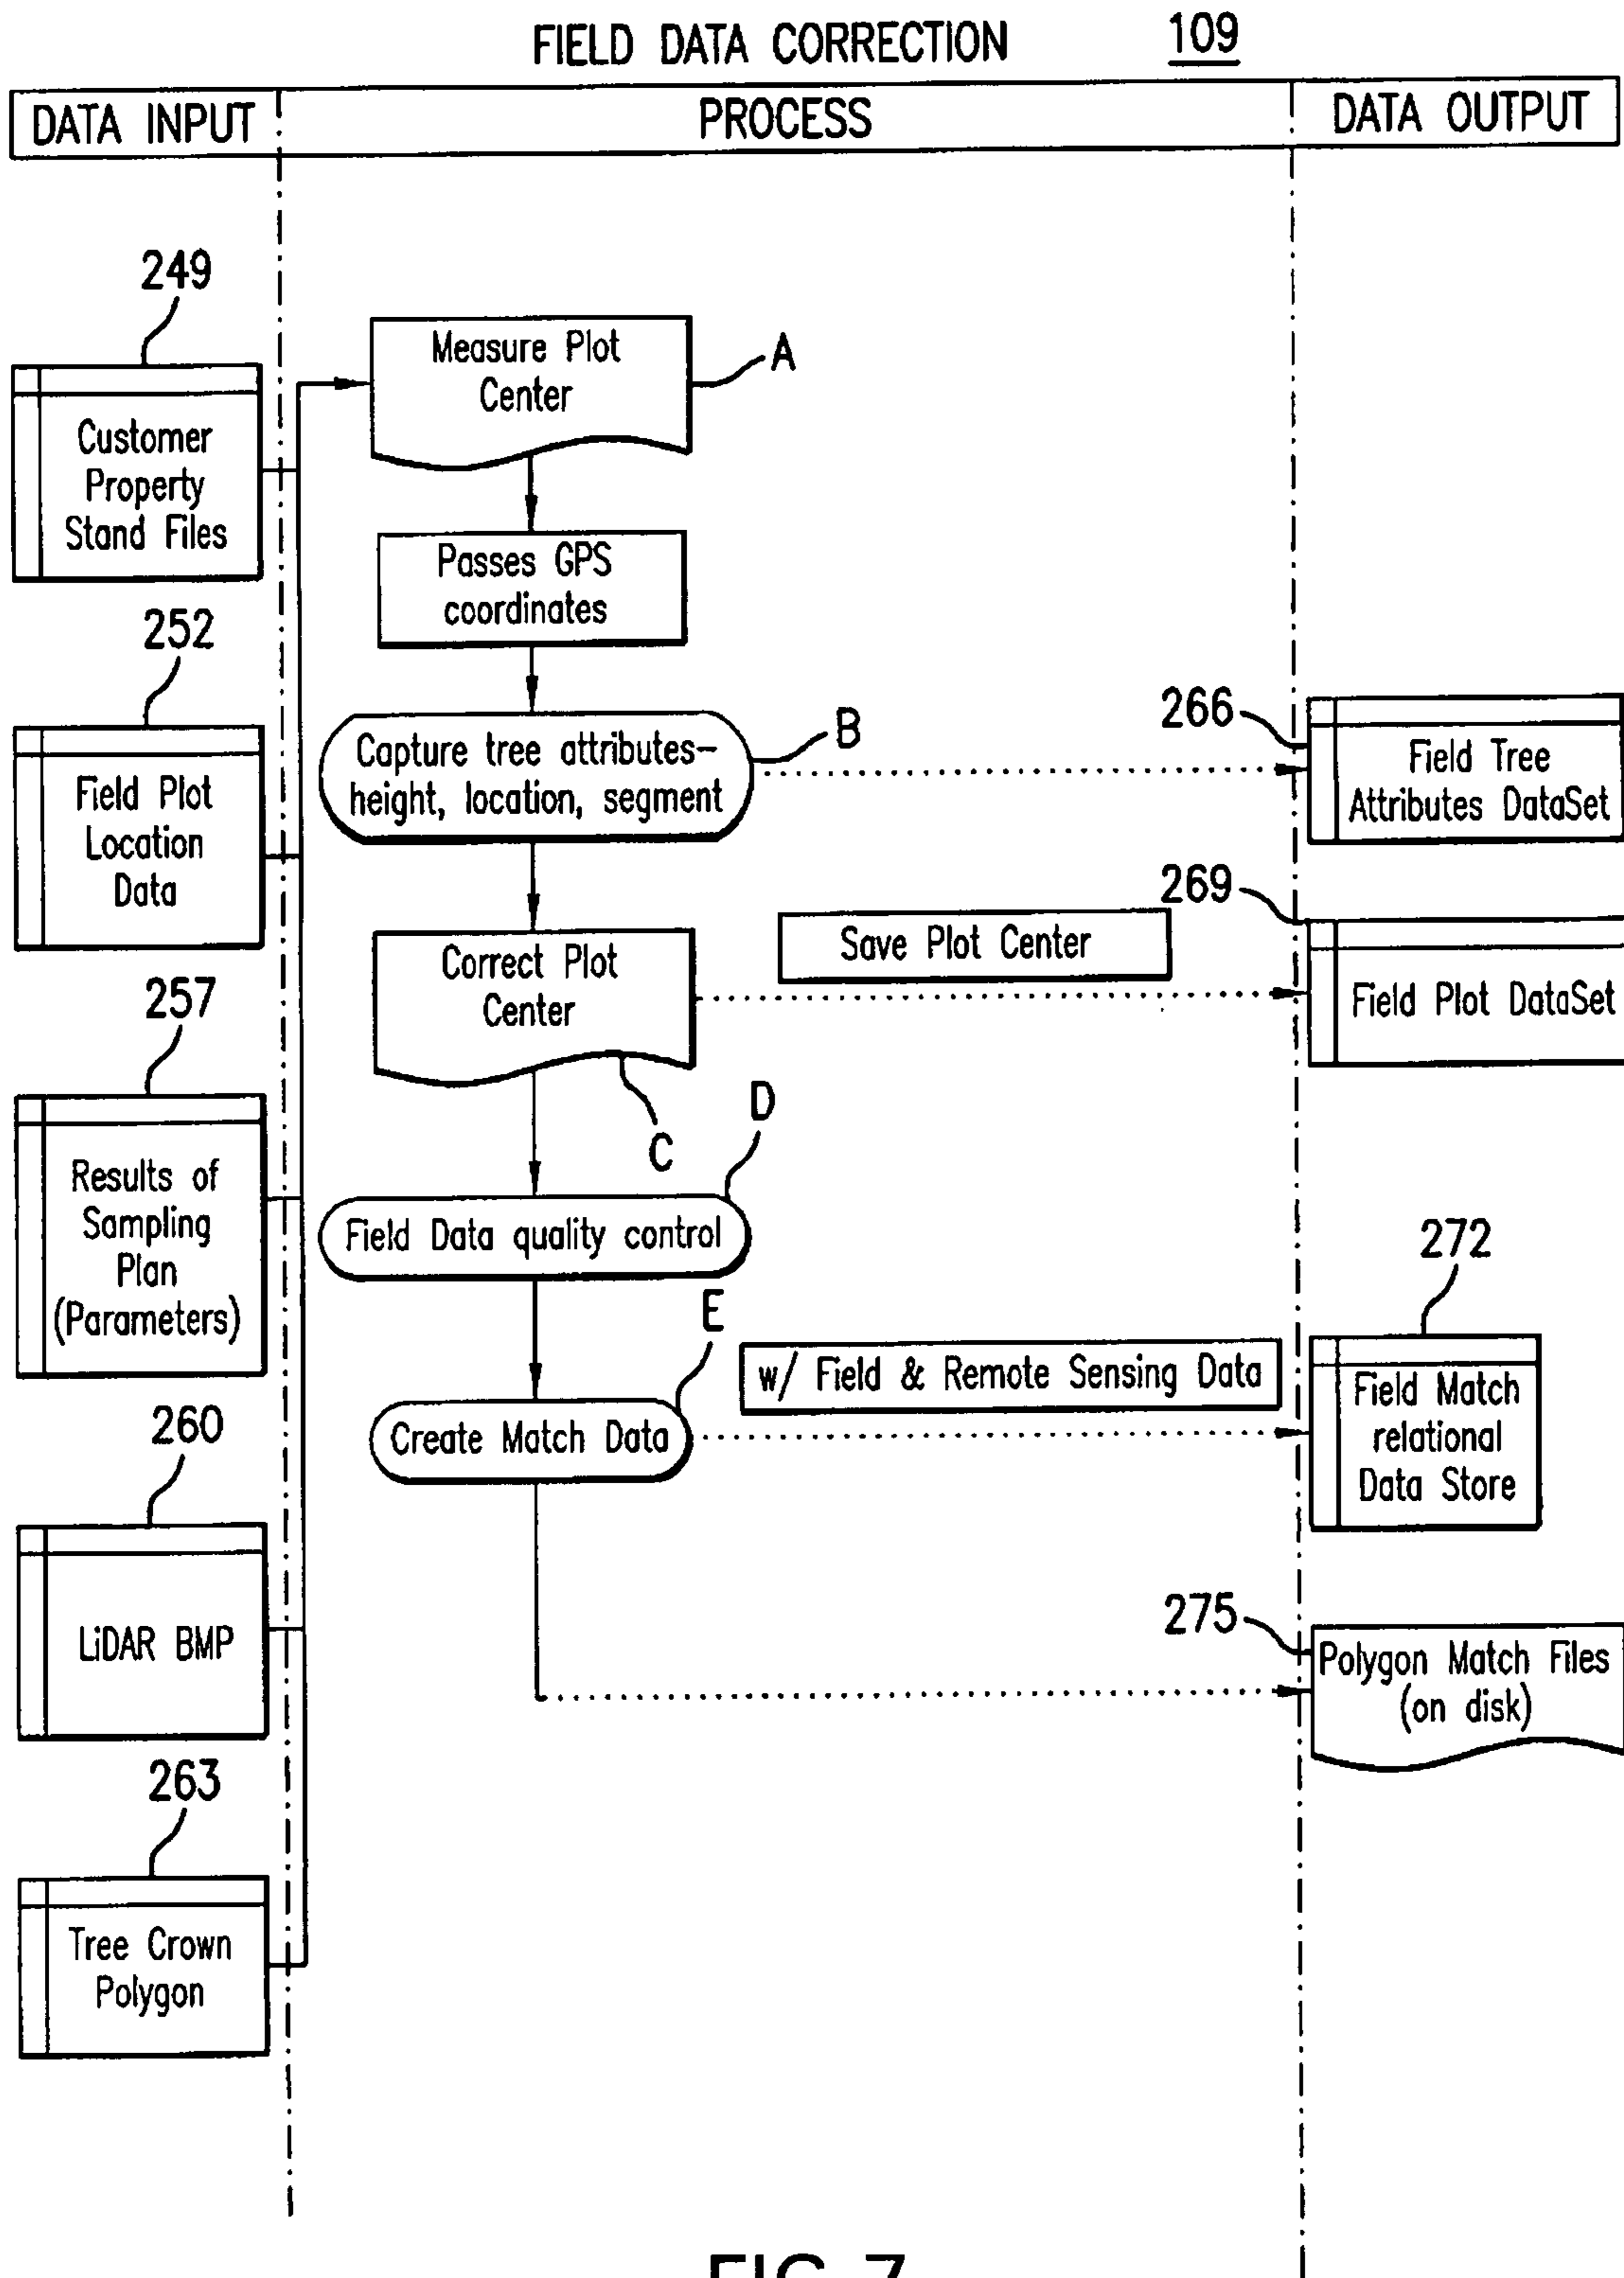 FIELD DATA CORRECTION 109
DATA INPUT PROCESS DATA OUTPUT
249
Customer
Property
Stand Files
252
Field Plot
Location
Data
257
Results of
Sampling
Plan
(Parameters)
260
LiDAR BMP
263
Tree Crown
Polygon
Measure Plot
Center
A
Passes GPS
coordinates
Capture tree attributes-
height, location, segment
B
Correct Plot
Center
C
Save Plot Center
D
Field Data quality control
E
Create Match Data
w/ Field & Remote Sensing Data
266
Field Tree
Attributes DataSet
269
Field Plot DataSet
272
Field Match
relational
Data Store
275
Polygon Match Files
(on disk)
FIG. 7